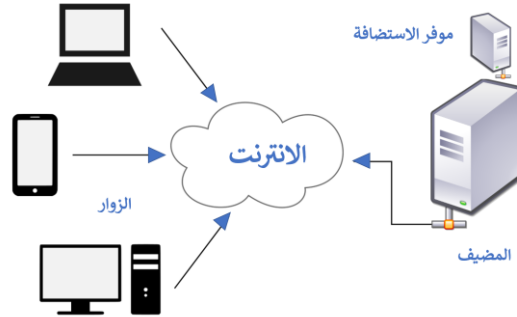 موفر الاستضافة
الانترنت
الزوار
المضيف